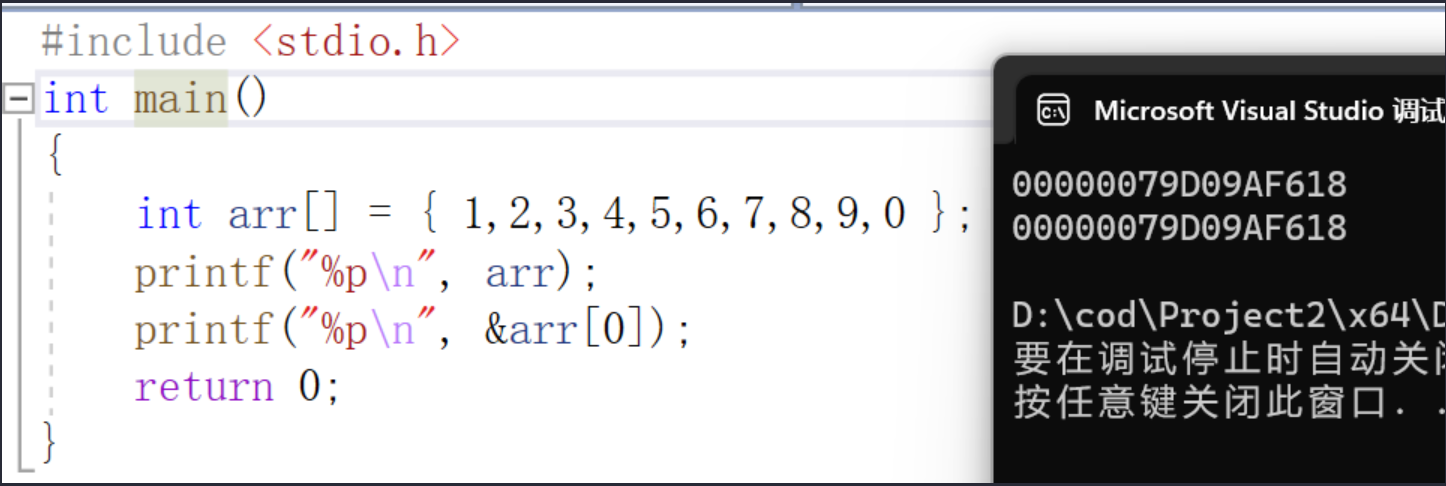 #include <stdio.h>
int main()
{
int arr[] = { 1,2,3,4,5,6,7,8,9,0 };
printf("%p\n", arr);
printf("%p\n", &arr[0]);
return 0;
}
Microsoft Visual Studio 调试
00000079D09AF618
00000079D09AF618
D:\cod\Project2\x64\D
要在调试停止时自动关闭
按任意键关闭此窗口. .